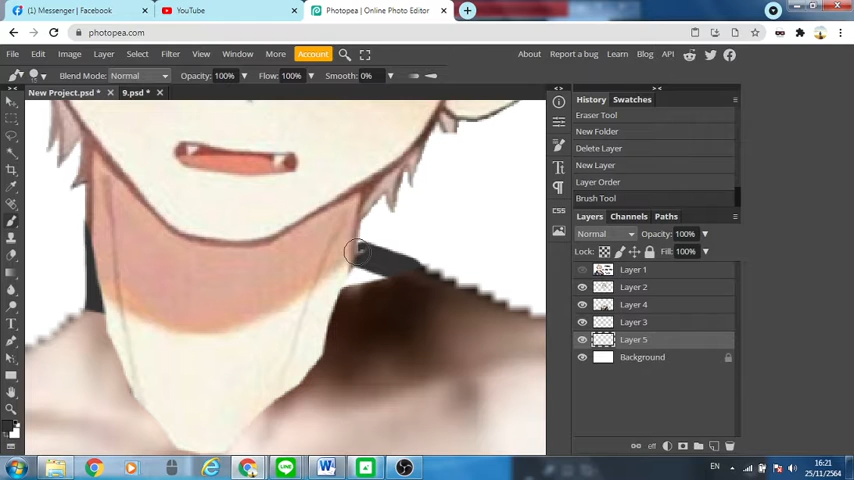 (1) Messenger | Facebook
YouTube
Photopea | Online Photo Editor
photopea.com
File Edit Image Layer Select Filter View Window More Account About Report a bug Learn Blog API
Blend Mode: Normal Opacity: 100% Flow: 100% Smooth: 0%
New Project.psd * 9.psd *
History Swatches
Eraser Tool
New Folder
Delete Layer
New Layer
Layer Order
Brush Tool
CSS
Layers Channels Paths
Normal Opacity: 100%
Lock: Fill: 100%
Layer 1
Layer 2
Layer 4
Layer 3
Layer 5
Background
eff
EN
16:21
25/11/2564